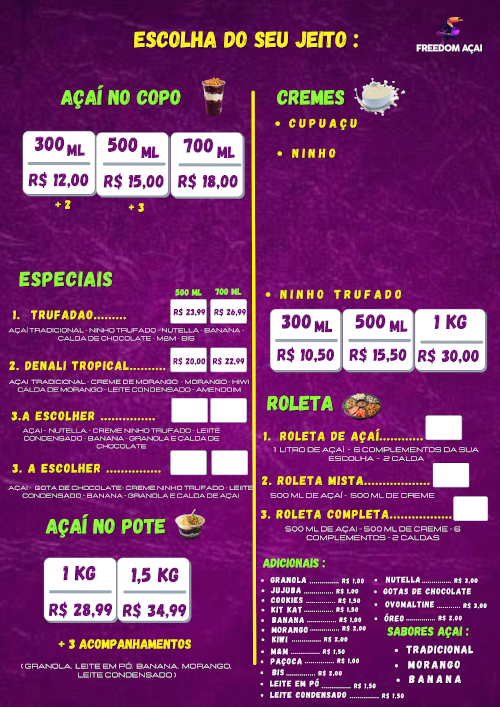 ESCOLHA DO SEU JEITO :
FREEDOM AÇAI
AÇAÍ NO COPO
300 ML
R$ 12,00
500 ML
R$ 15,00
700 ML
R$ 18,00
+ 2
+ 3
ESPECIAIS
500 ML
700 ML
1. TRUFADAO.........
R$ 23,99
R$ 26,99
AÇAÍ TRADICIONAL - NINHO TRUFADO - NUTELLA - BANANA -
CALDA DE CHOCOLATE - M&M - BIS
2. DENALI TROPICAL..........
R$ 20,00
R$ 22,99
AÇAI TRADICIONAL - CREME DE MORANGO - MORANGO - HIWI
CALDA DE MORANGO - LEITE CONDENSADO - AMENDOIM
3.A ESCOLHER ...............
AÇAI - NUTELLA - CREME NINHO TRUFADO - LEITE
CONDENSADO - BANANA - GRANOLA E CALDA DE
CHOCOLATE
3. A ESCOLHER ...............
AÇAI - GOTA DE CHOCOLATE- CREME NINHO TRUFADO - LEIITE
CONDENSADO - BANANA - GRANOLA E CALDA DE AÇAI
AÇAÍ NO POTE
1 KG
R$ 28,99
1,5 KG
R$ 34,99
+ 3 ACOMPANHAMENTOS
( GRANOLA, LEITE EM PÓ, BANANA, MORANGO,
LEITE CONDENSADO )
CREMES
• CUPUAÇU
• NINHO
• NINHO TRUFADO
300 ML
R$ 10,50
500 ML
R$ 15,50
1 KG
R$ 30,00
ROLETA
1. ROLETA DE AÇAÍ............
1 LITRO DE AÇAÍ - 6 COMPLEMENTOS DA SUA
ESCOLHA - 2 CALDA
2. ROLETA MISTA..................
500 ML DE AÇAÍ - 500 ML DE CREME
3. ROLETA COMPLETA.................
500 ML DE AÇAI - 500 ML DE CREME - 6
COMPLEMENTOS - 2 CALDAS
ADICIONAIS :
• GRANOLA .............. R$ 1,00
• JUJUBA .............. R$ 1,00
• COOKIES .............. R$ 1,50
• KIT KAT .............. R$ 1,50
• BANANA .............. R$ 1,00
• MORANGO .............. R$ 2,00
• KIWI .............. R$ 2,00
• M&M .............. R$ 1,50
• PAÇOCA .............. R$ 1,00
• BIS .............. R$ 2,00
• LEITE EM PÓ .............. R$ 1,50
• LEITE CONDENSADO .............. R$ 1,50
• NUTELLA .............. R$ 3,00
• GOTAS DE CHOCOLATE
• OVOMALTINE .......... R$ 3,00
• ÓREO .............. R$ 2,00
SABORES AÇAI :
• TRADICIONAL
• MORANGO
• BANANA